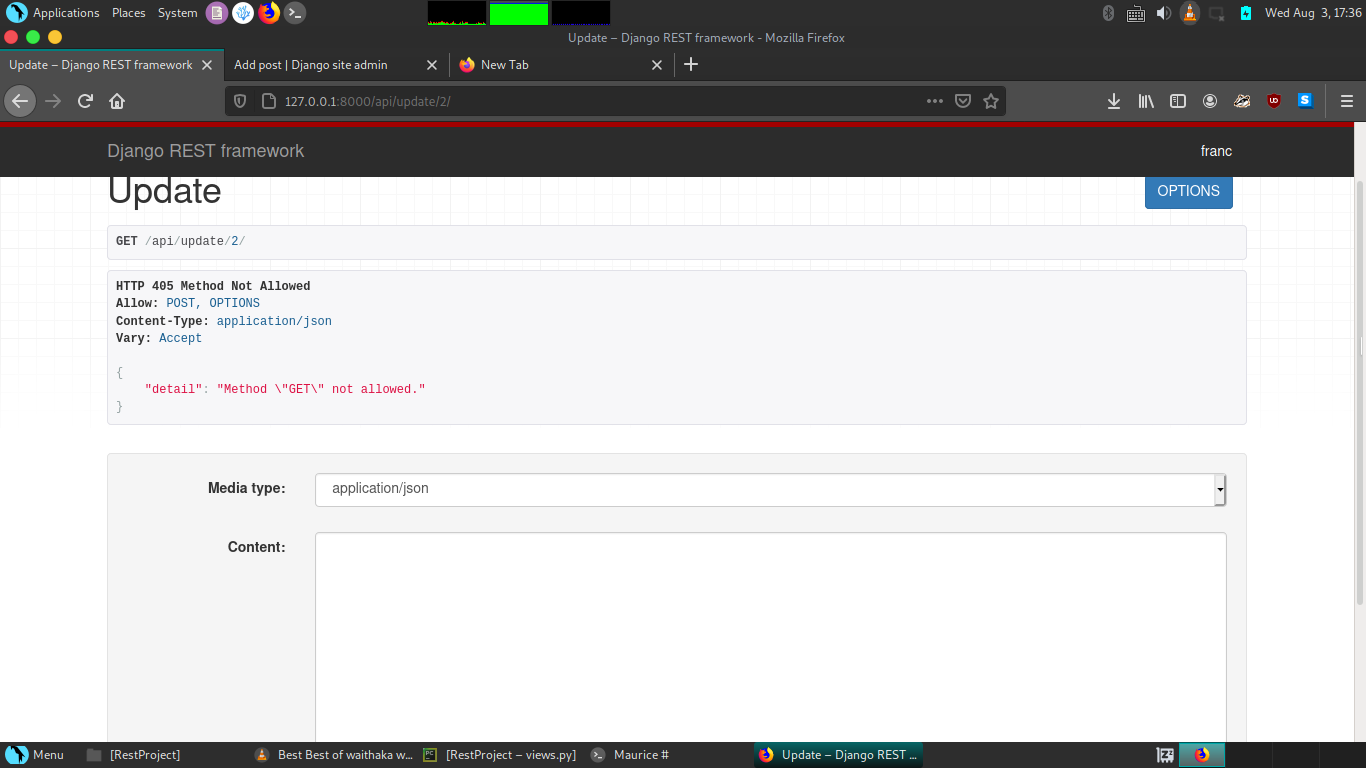 Applications Places System Wed Aug 3, 17:36
Update – Django REST framework - Mozilla Firefox
Update – Django REST framework Add post | Django site admin New Tab
127.0.0.1:8000/api/update/2/
Django REST framework franc
Update OPTIONS
GET /api/update/2/
HTTP 405 Method Not Allowed
Allow: POST, OPTIONS
Content-Type: application/json
Vary: Accept
{
"detail": "Method \"GET\" not allowed."
}
Media type: application/json
Content:
Menu [RestProject] Best Best of waithaka w... [RestProject – views.py] Maurice # Update – Django REST ...